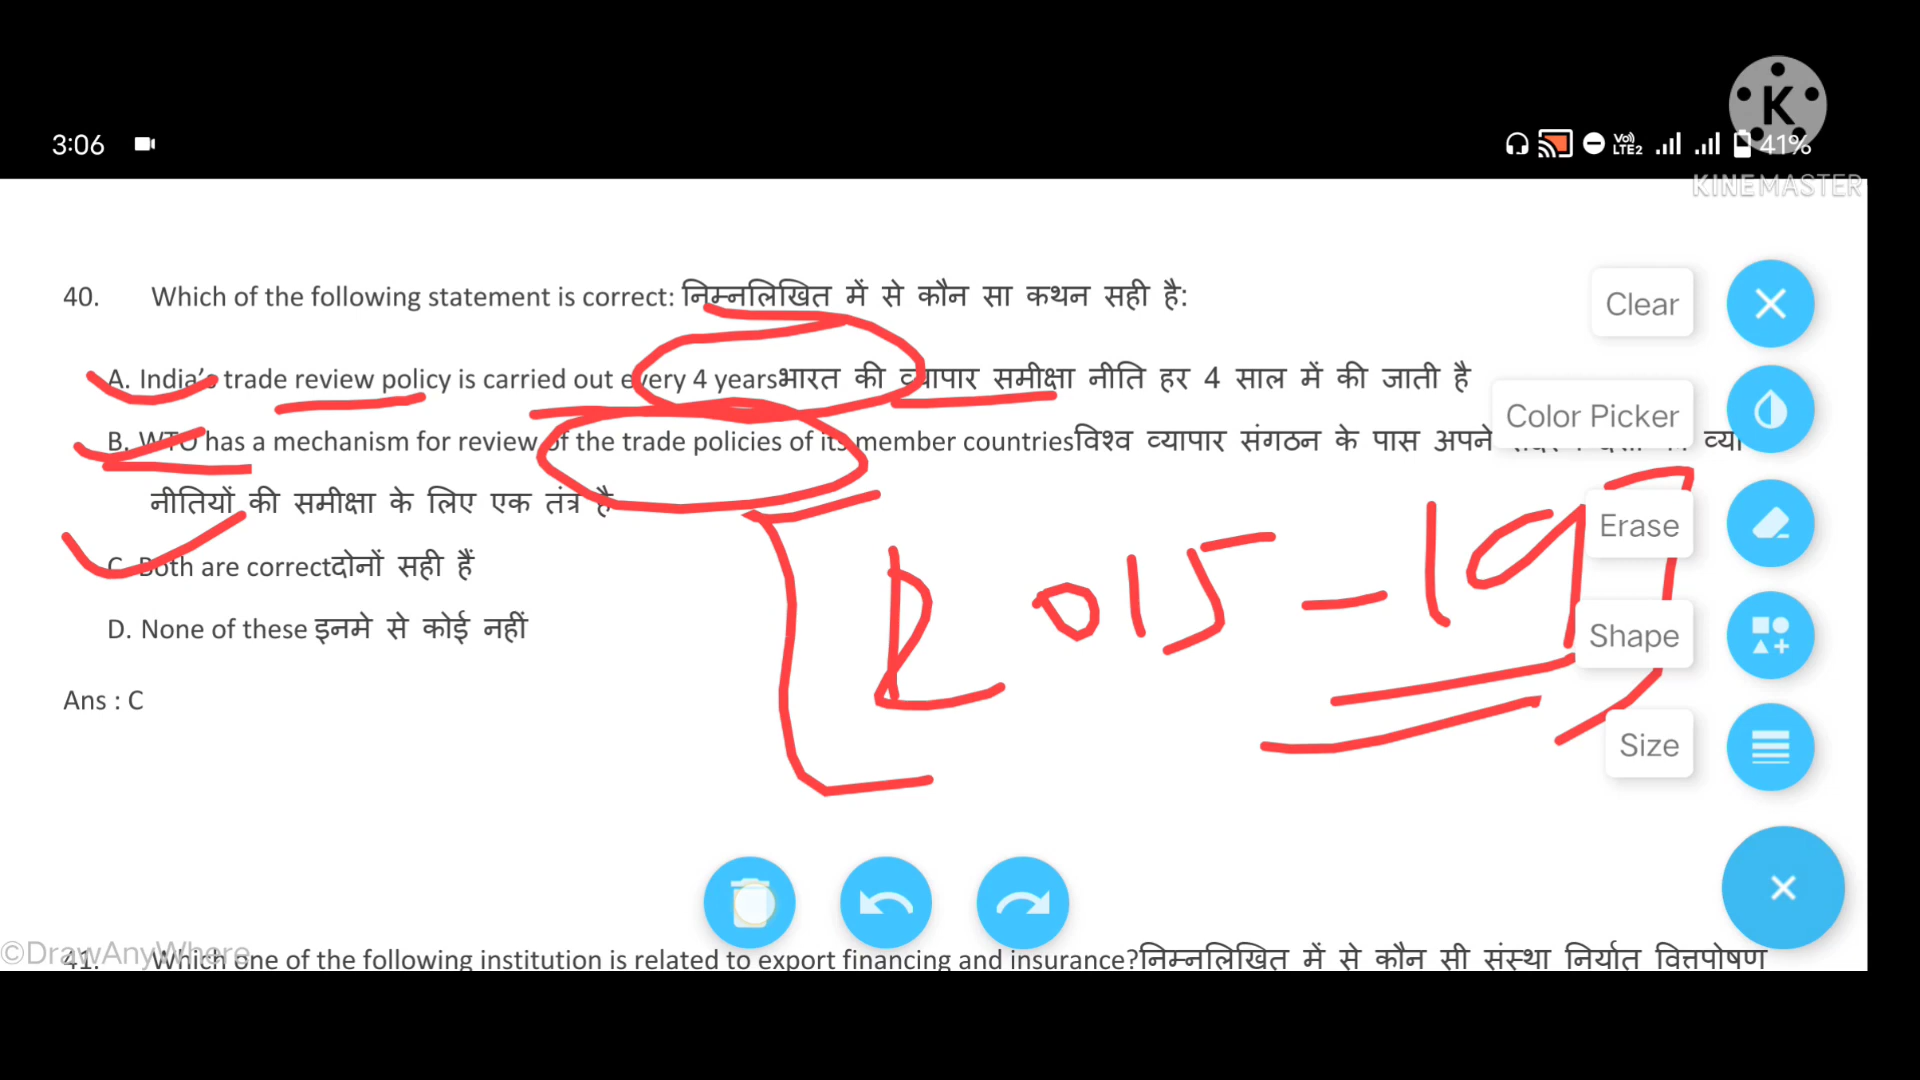 3:06
Vo)) LTE2 41%
K
KINEMASTER
40. Which of the following statement is correct: निम्नलिखित में से कौन सा कथन सही है:
Clear
A. India's trade review policy is carried out every 4 yearsभारत की व्यापार समीक्षा नीति हर 4 साल में की जाती है
Color Picker
B. WTO has a mechanism for review of the trade policies of its member countriesविश्व व्यापार संगठन के पास अपने
नीतियों की समीक्षा के लिए एक तंत्र है
Erase
C. Both are correctदोनों सही हैं
2015-19
D. None of these इनमे से कोई नहीं
Shape
Ans : C
Size
©DrawAnyWhere
41. Which one of the following institution is related to export financing and insurance?निम्नलिखित में से कौन सी संस्था निर्यात वित्तपोषण